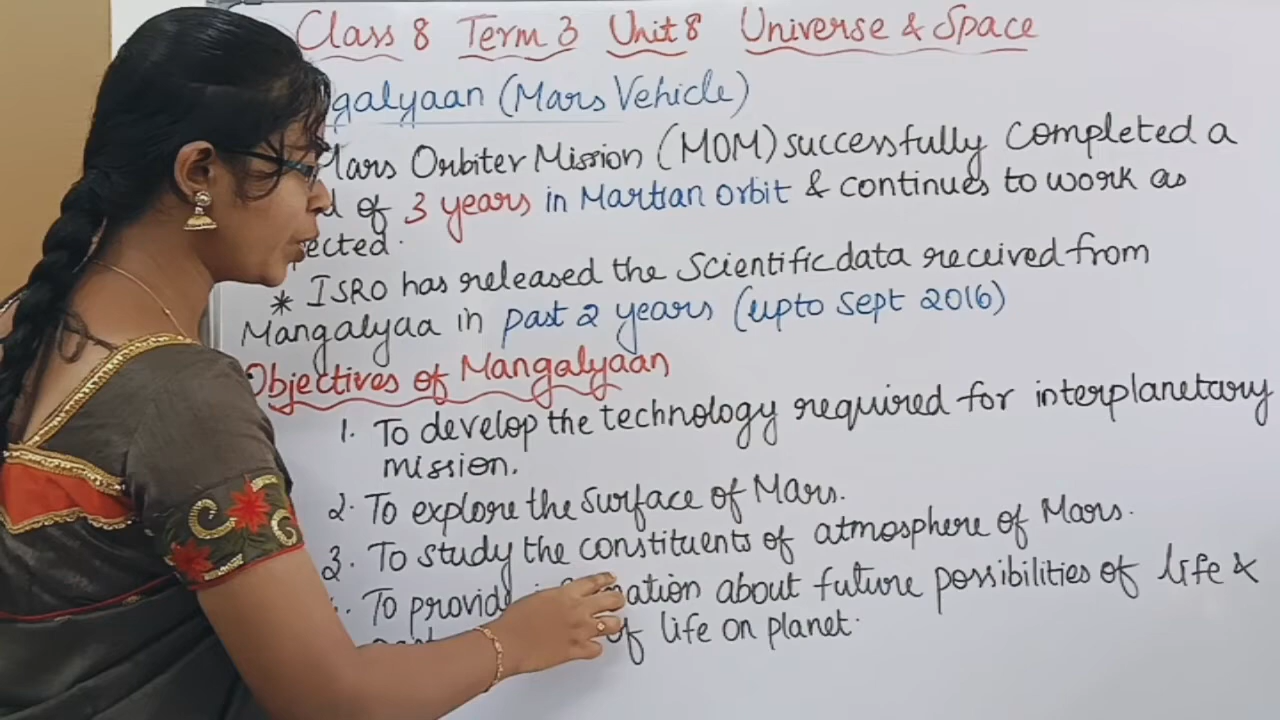 Class 8 Term 3 Unit 8 Universe & Space
galyaan (Mars Vehicle)
Mars Orbiter Mission (MOM) successfully completed a
of 3 years in Martian orbit & continues to work as
ected.
* ISRO has released the Scientific data received from
Mangalyaa in past 2 years (upto Sept 2016)
Objectives of Mangalyaan
1. To develop the technology required for interplanetary
mission.
2. To explore the surface of Mars.
3. To study the constituents of atmosphere of Mars.
To provide about future possibilities of life &
of life on planet.